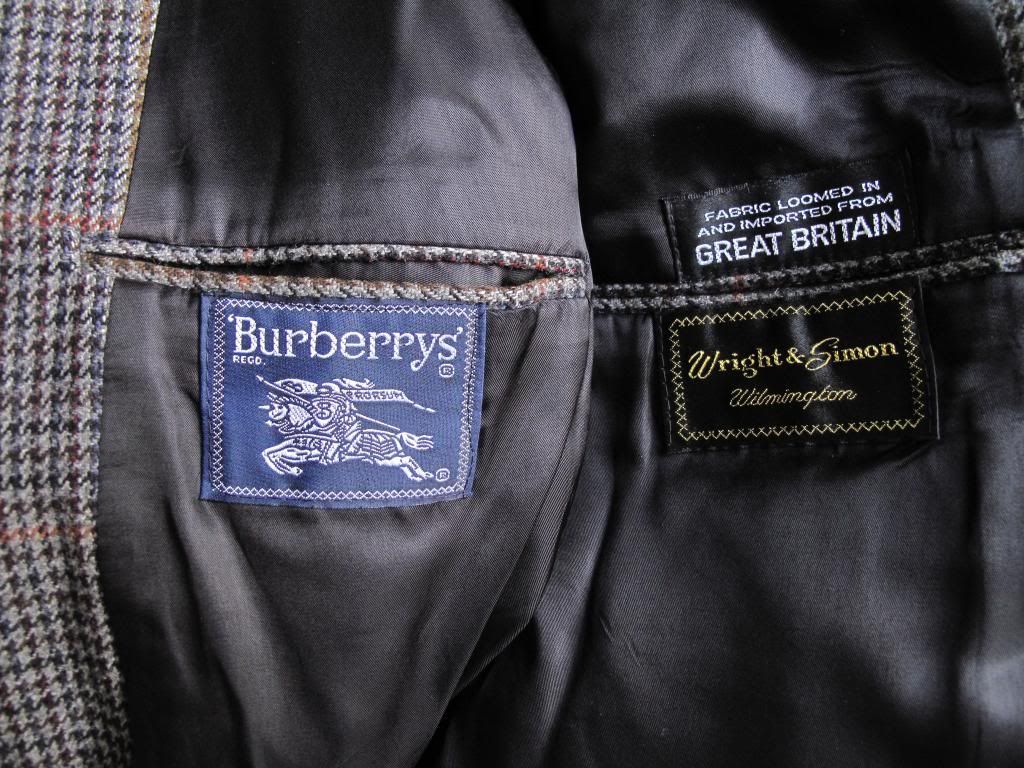 'Burberrys'
REGD.
®
PRORSUM
®
FABRIC LOOMED IN
AND IMPORTED FROM
GREAT BRITAIN
Wright & Simon
Wilmington